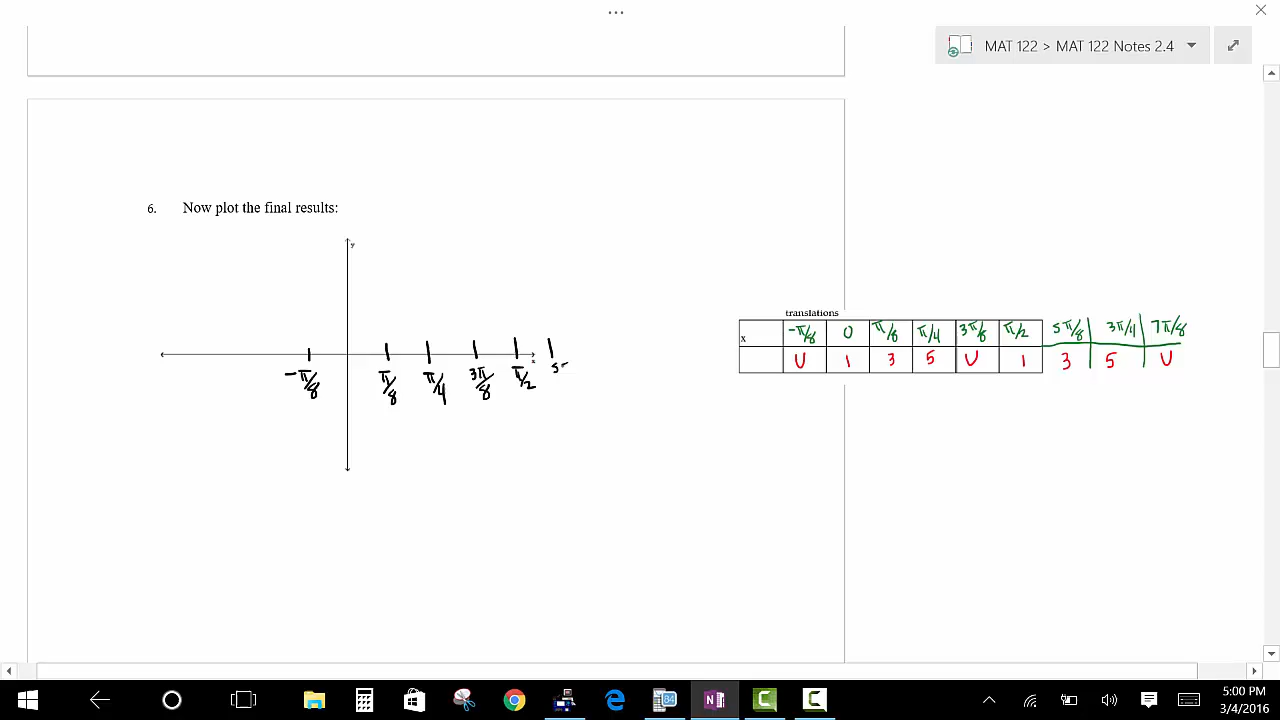 MAT 122 > MAT 122 Notes 2.4
6. Now plot the final results:
y
x
-π/8 π/8 π/4 3π/8 π/2 5
translations
x -π/8 0 π/8 π/4 3π/8 π/2 5π/8 3π/4 7π/8
U 1 3 5 U 1 3 5 U
5:00 PM
3/4/2016